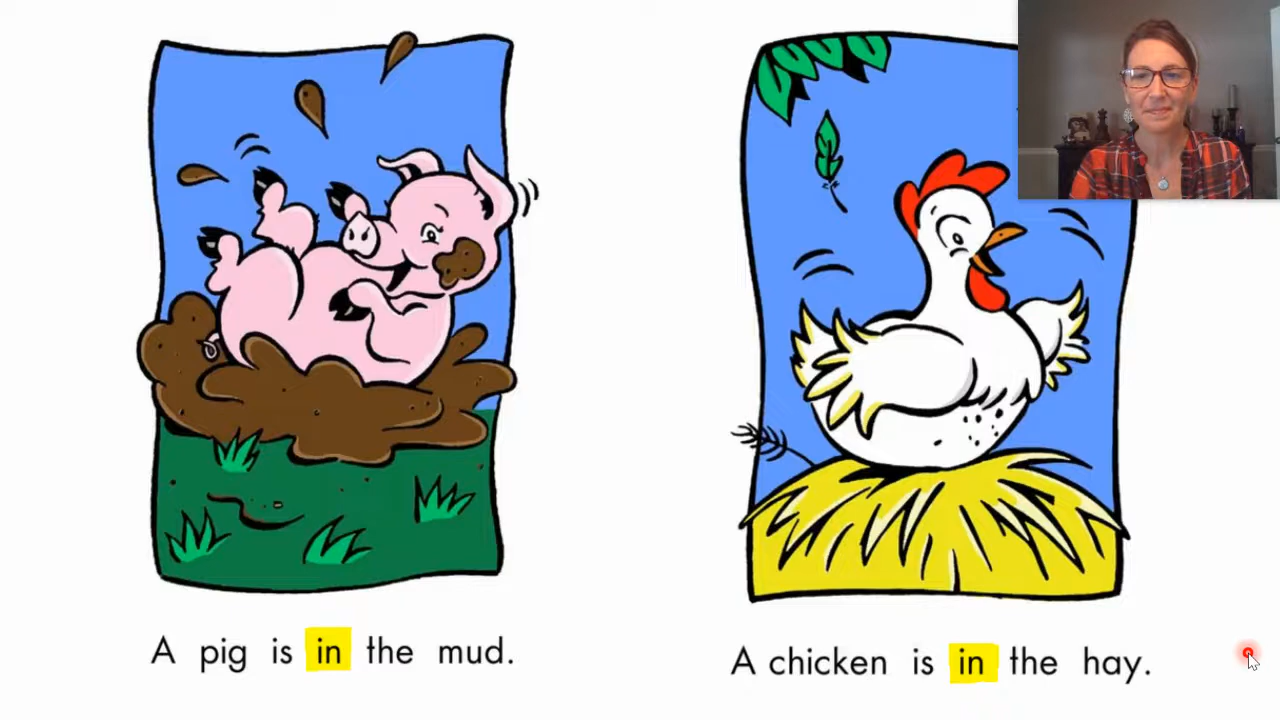 A pig is in the mud.
A chicken is in the hay.